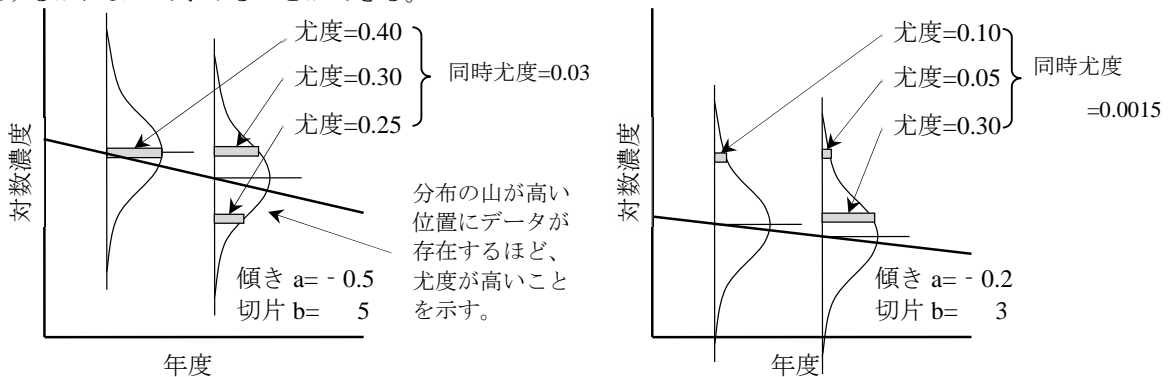 尤度=0.40
尤度=0.30
同時尤度=0.03
尤度=0.25
対数濃度
分布の山が高い
位置にデータが
存在するほど、
尤度が高いこと
を示す。
傾き a=‐0.5
切片 b= 5
年度
尤度=0.10
尤度=0.05
同時尤度
=0.0015
尤度=0.30
対数濃度
傾き a=‐0.2
切片 b= 3
年度